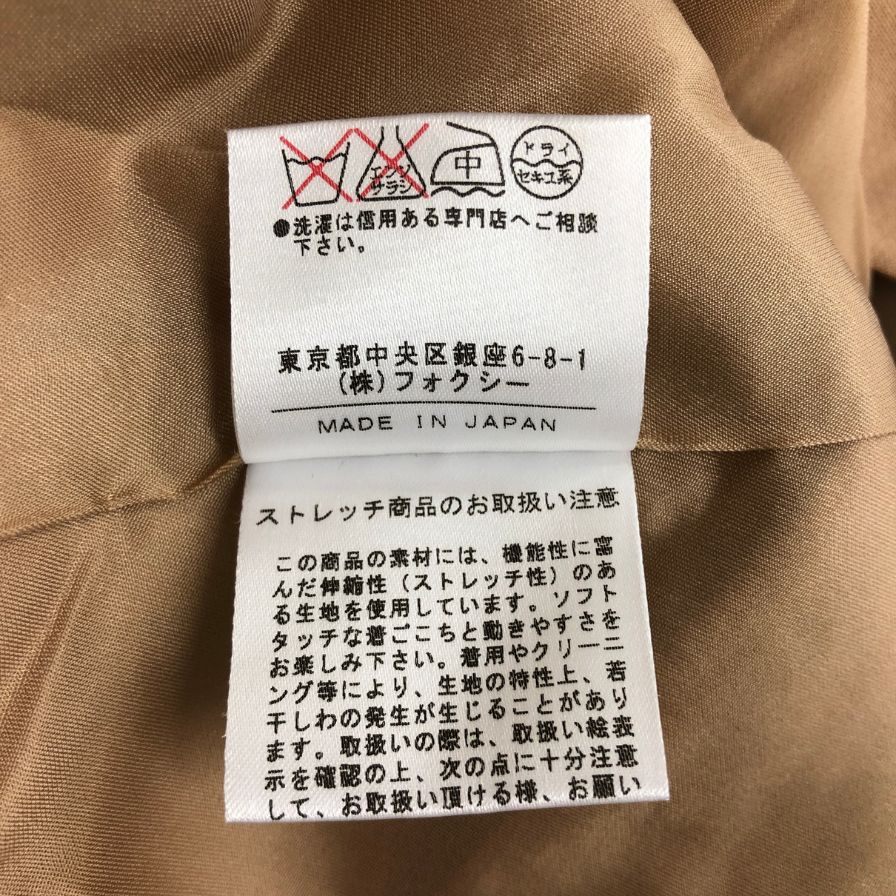 エンソ
サラシ
中
ドライ
セキユ系
●洗濯は信用ある専門店へご相談
下さい。
東京都中央区銀座6-8-1
(株)フォクシー
MADE IN JAPAN
ストレッチ商品のお取扱い注意
この商品の素材には、機能性に富
んだ伸縮性（ストレッチ性）のあ
る生地を使用しています。ソフト
タッチな着ごこちと動きやすさを
お楽しみ下さい。着用やクリーニ
ング等により、生地の特性上、若
干しわの発生が生じることがあり
ます。取扱いの際は、取扱い絵表
示を確認の上、次の点に十分注意
して、お取扱い頂ける様、お願い